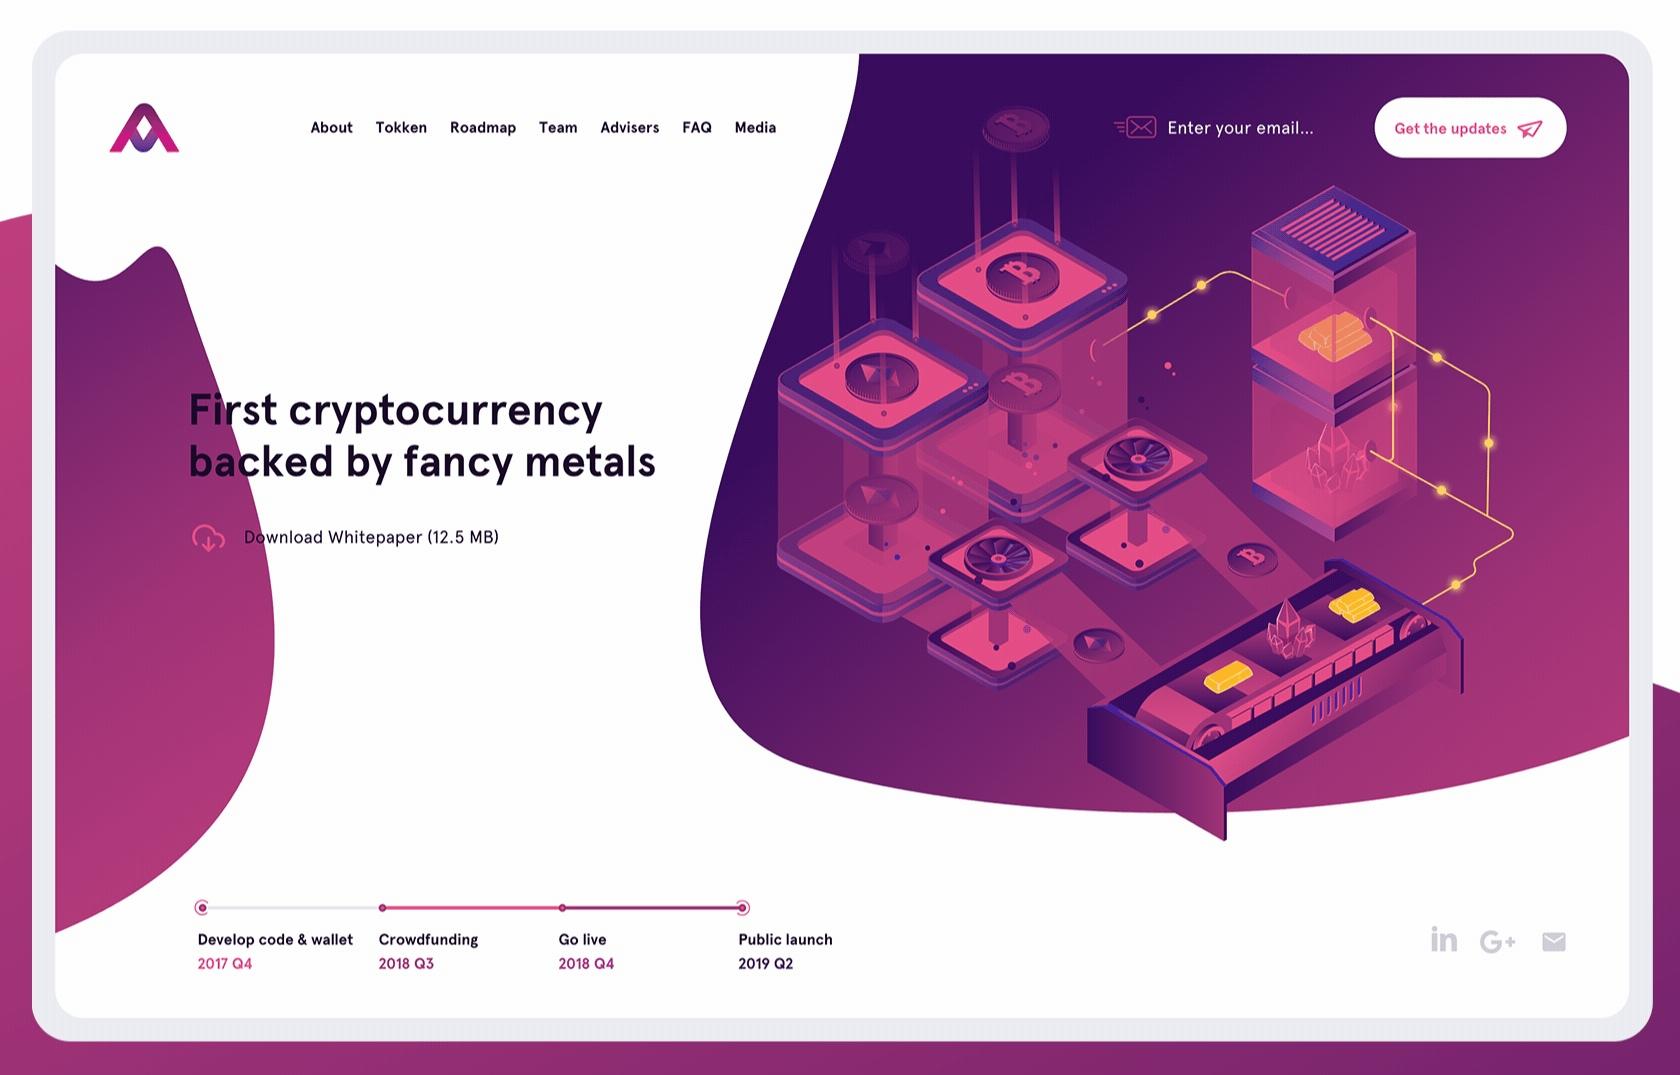 About Tokken Roadmap Team Advisers FAQ Media
Enter your email...
Get the updates
First cryptocurrency
backed by fancy metals
Download Whitepaper (12.5 MB)
Develop code & wallet
2017 Q4
Crowdfunding
2018 Q3
Go live
2018 Q4
Public launch
2019 Q2
in G+